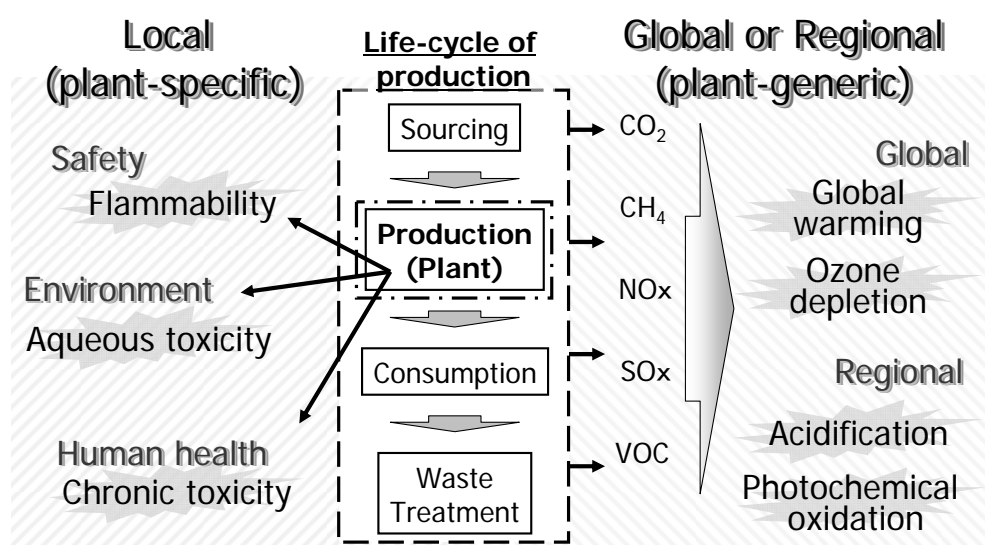 Local
(plant-specific)
Safety
Flammability
Environment
Aqueous toxicity
Human health
Chronic toxicity
Life-cycle of
production
Sourcing
Production
(Plant)
Consumption
Waste
Treatment
Global or Regional
(plant-generic)
CO₂
CH₄
NOx
SOx
VOC
Global
Global
warming
Ozone
depletion
Regional
Acidification
Photochemical
oxidation